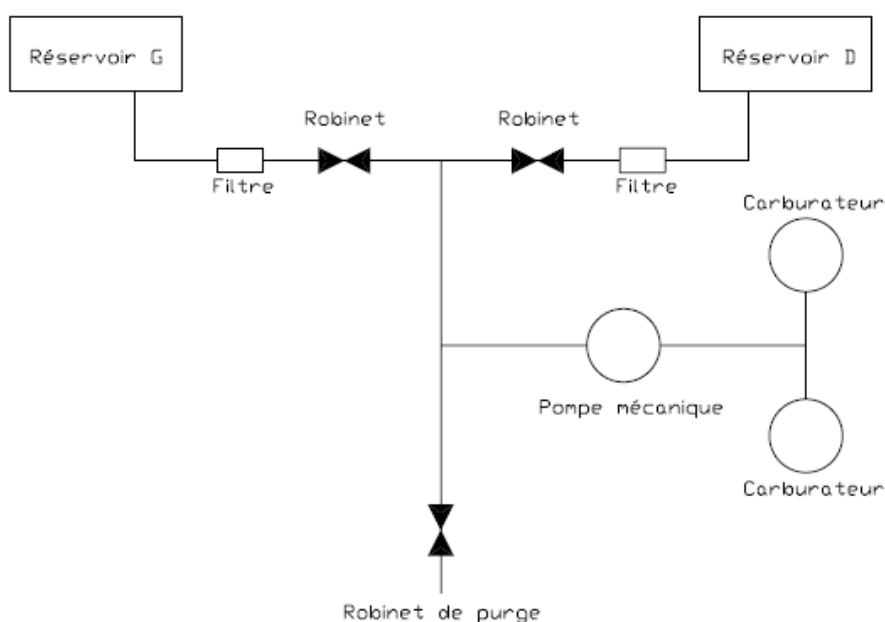 Réservoir G
Réservoir D
Robinet
Robinet
Filtre
Filtre
Carburateur
Pompe mécanique
Carburateur
Robinet de purge